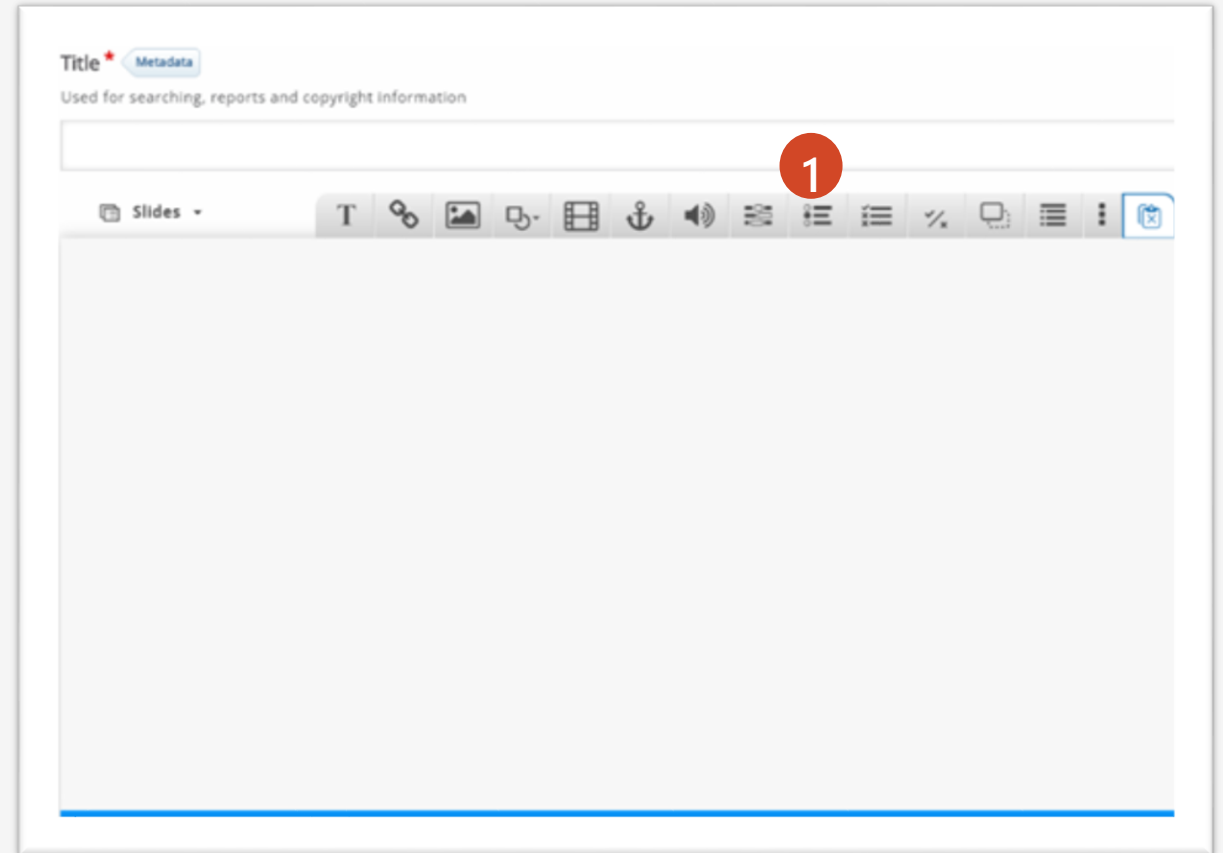 Title * Metadata
Used for searching, reports and copyright information
1
Slides
T